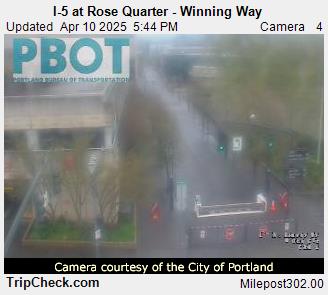 I-5 at Rose Quarter - Winning Way
Updated Apr 10 2025 5:44 PM Camera 4
PBOT
PORTLAND BUREAU OF TRANSPORTATION
Camera courtesy of the City of Portland
TripCheck.com Milepost302.00